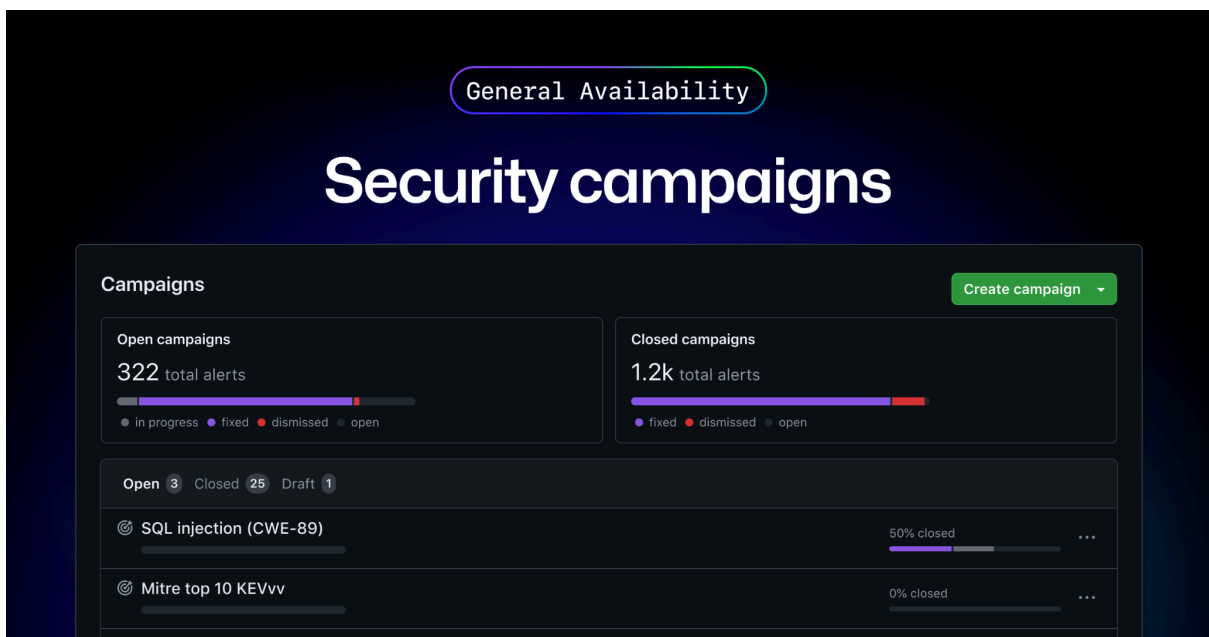 General Availability
Security campaigns
Campaigns
Create campaign
Open campaigns
322 total alerts
in progress fixed dismissed open
Closed campaigns
1.2k total alerts
fixed dismissed open
Open 3 Closed 25 Draft 1
SQL injection (CWE-89)
50% closed
Mitre top 10 KEVvv
0% closed